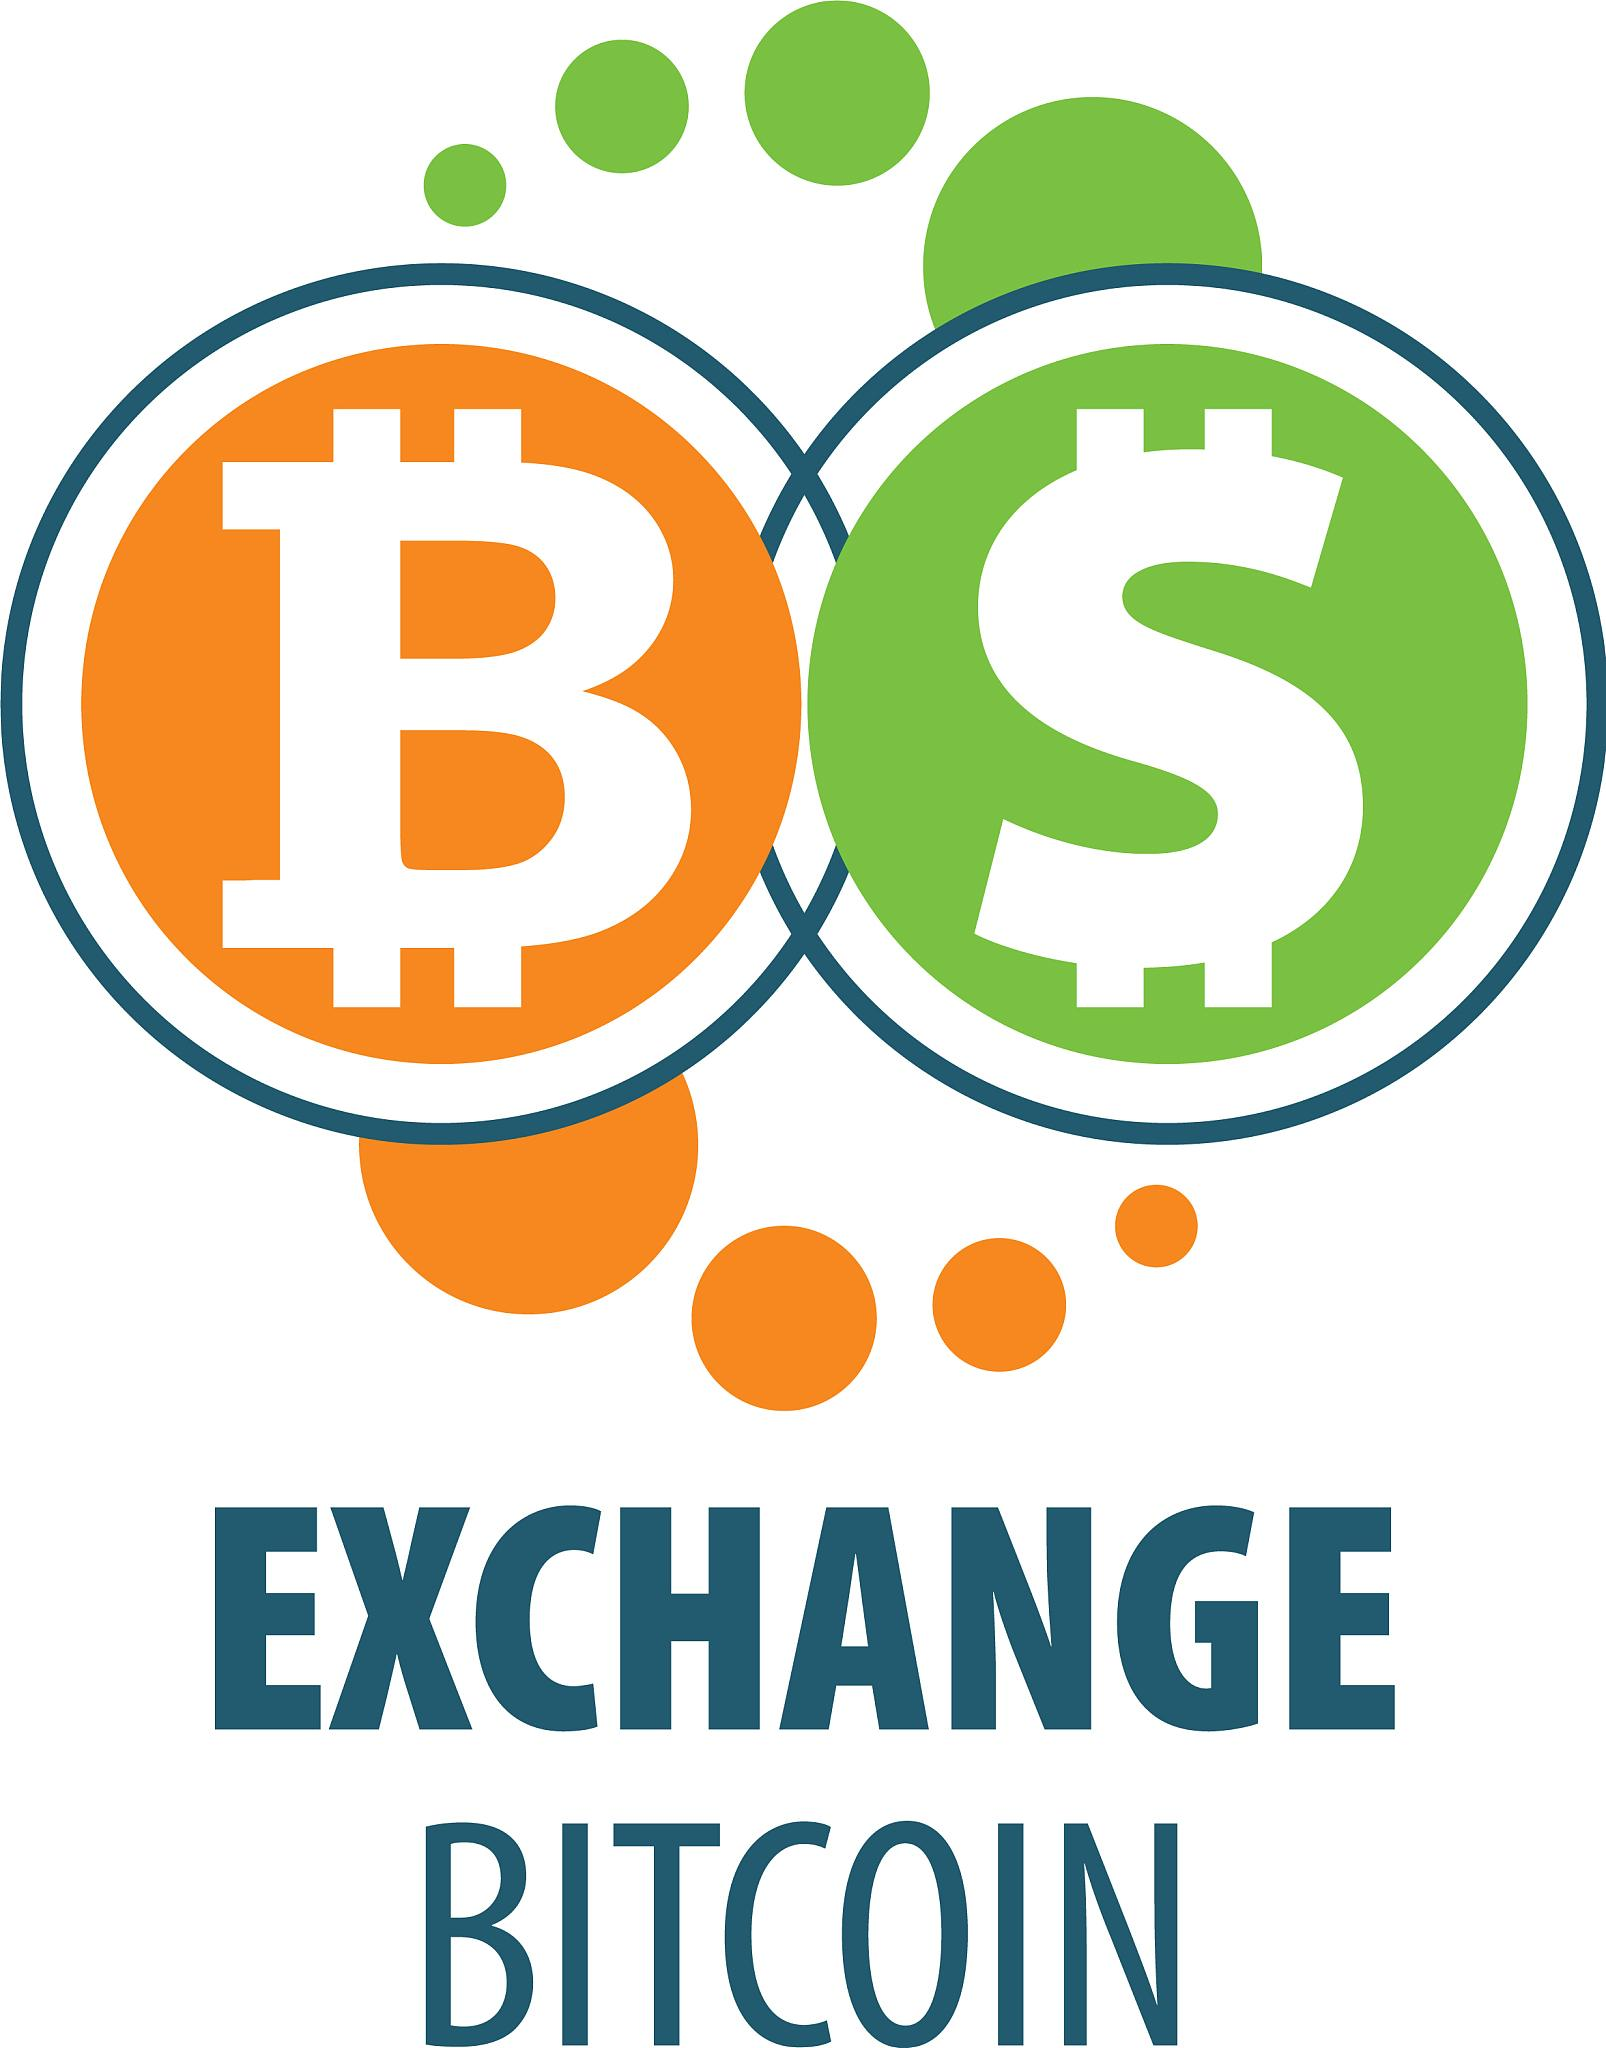 ₿ $
EXCHANGE
BITCOIN